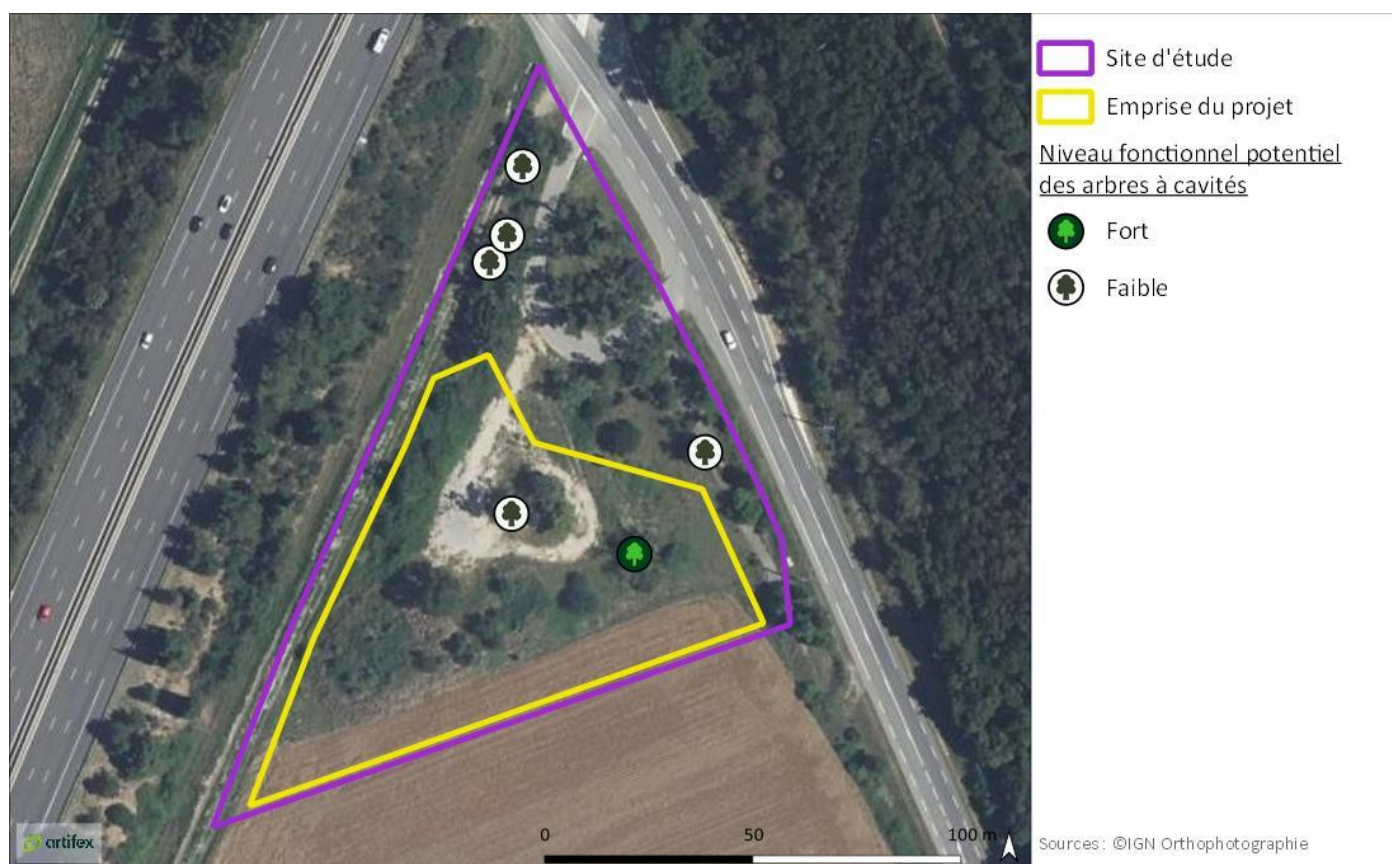 Site d'étude
Emprise du projet
Niveau fonctionnel potentiel
des arbres à cavités
Fort
Faible
artifex
0 50 100 m
Sources : ©IGN Orthophotographie